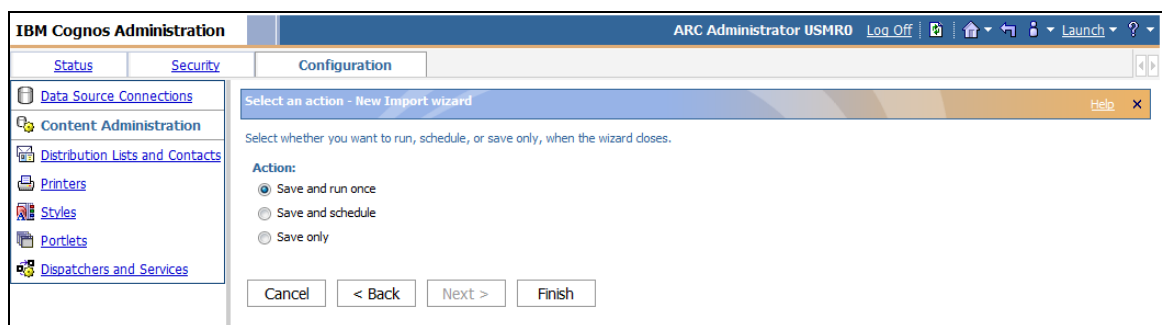 IBM Cognos Administration
ARC Administrator USMR0 Log Off Launch ?
Status Security Configuration
Data Source Connections
Content Administration
Distribution Lists and Contacts
Printers
Styles
Portlets
Dispatchers and Services
Select an action - New Import wizard Help X
Select whether you want to run, schedule, or save only, when the wizard closes.
Action:
Save and run once
Save and schedule
Save only
Cancel < Back Next > Finish